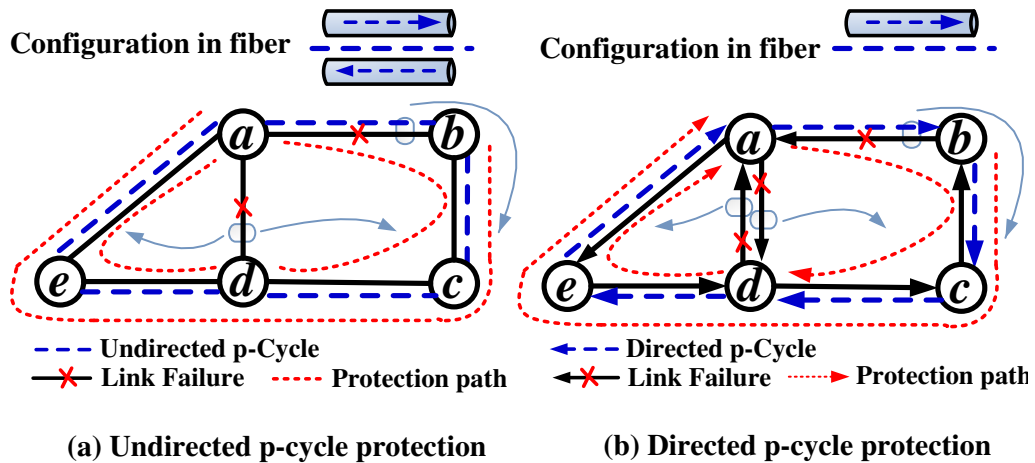 Configuration in fiber
a
b
e
d
c
Undirected p-Cycle
Link Failure
Protection path
(a) Undirected p-cycle protection
Configuration in fiber
a
b
e
d
c
Directed p-Cycle
Link Failure
Protection path
(b) Directed p-cycle protection